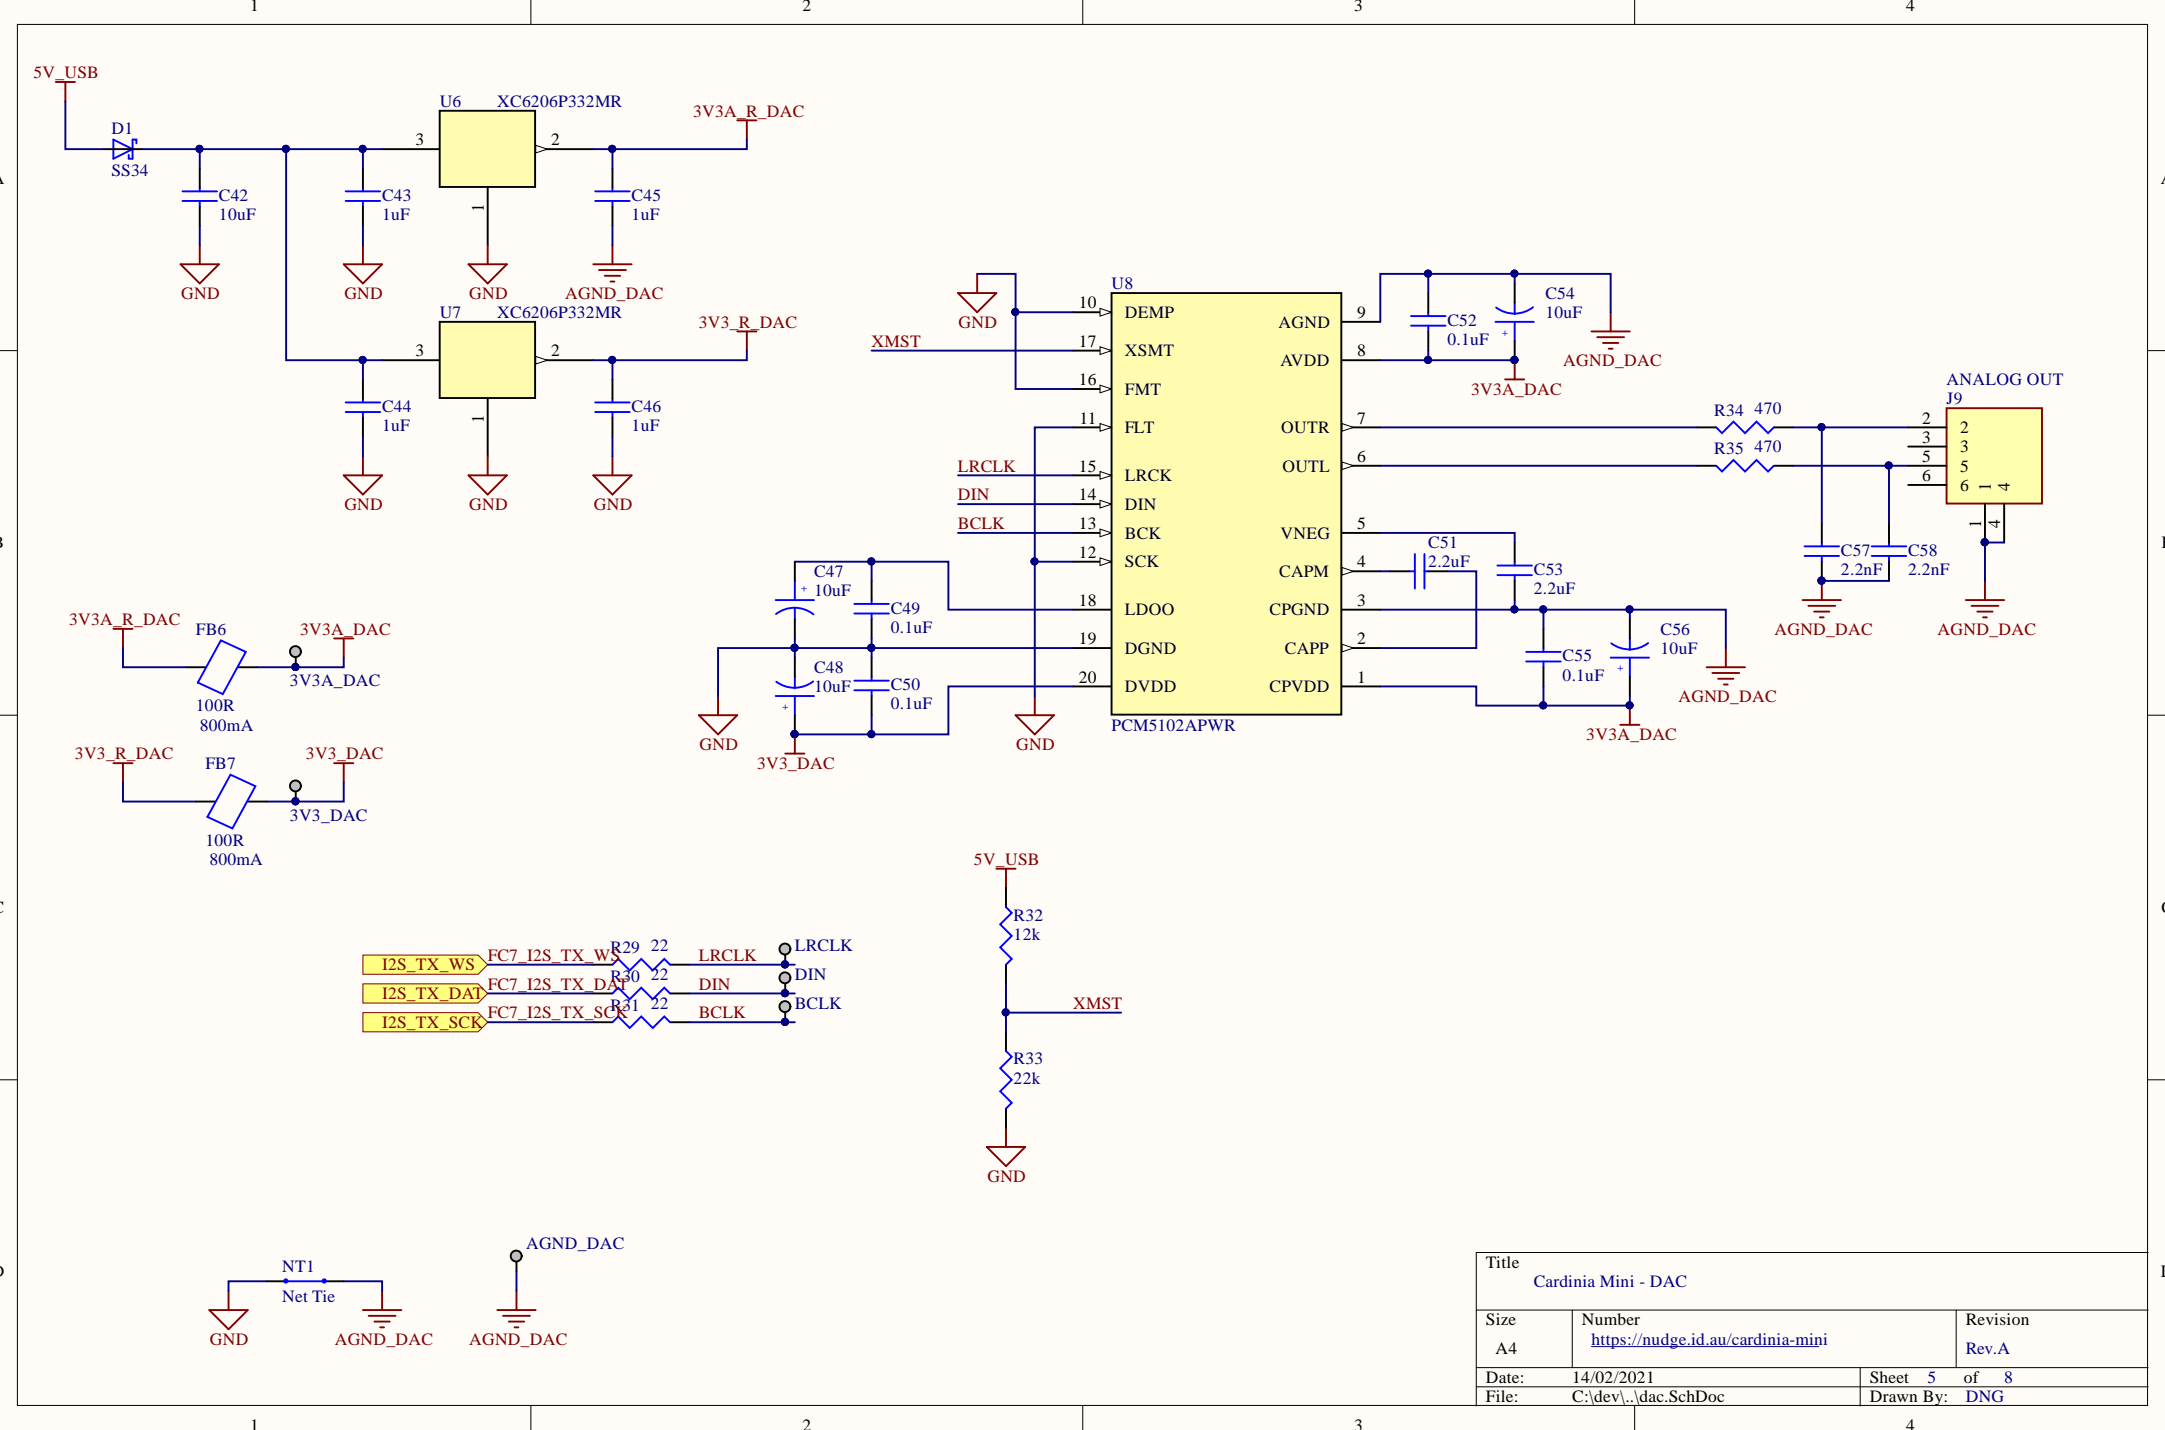 1
2
3
4
5V_USB
D1
SS34
C42
10uF
GND
C43
1uF
GND
U6
XC6206P332MR
3
2
1
GND
3V3A_R_DAC
C45
1uF
AGND_DAC
U7
XC6206P332MR
3
2
1
GND
3V3_R_DAC
C44
1uF
GND
C46
1uF
GND
3V3A_R_DAC
FB6
100R
800mA
3V3A_DAC
3V3A_DAC
3V3_R_DAC
FB7
100R
800mA
3V3_DAC
3V3_DAC
GND
XMST
LRCLK
DIN
BCLK
U8
10
DEMP
17
XSMT
16
FMT
11
FLT
15
LRCK
14
DIN
13
BCK
12
SCK
18
LDOO
19
DGND
20
DVDD
AGND
9
AVDD
8
OUTR
7
OUTL
6
VNEG
5
CAPM
4
CPGND
3
CAPP
2
CPVDD
1
PCM5102APWR
C47
10uF
C49
0.1uF
C48
10uF
C50
0.1uF
GND
3V3_DAC
GND
C52
0.1uF
C54
10uF
AGND_DAC
3V3A_DAC
R34 470
R35 470
C51
2.2uF
C53
2.2uF
C55
0.1uF
C56
10uF
AGND_DAC
3V3A_DAC
ANALOG OUT
J9
2
3
5
6
2
3
5
6
1
4
1
4
C57
2.2nF
C58
2.2nF
AGND_DAC
AGND_DAC
I2S_TX_WS
FC7_I2S_TX_WS
R29 22
LRCLK
LRCLK
I2S_TX_DAT
FC7_I2S_TX_DAT
R30 22
DIN
DIN
I2S_TX_SCK
FC7_I2S_TX_SCK
R31 22
BCLK
BCLK
5V_USB
R32
12k
XMST
R33
22k
GND
NT1
Net Tie
GND
AGND_DAC
AGND_DAC
AGND_DAC
Title
Cardinia Mini - DAC
Size
A4
Number
https://nudge.id.au/cardinia-mini
Revision
Rev.A
Date: 14/02/2021
Sheet 5 of 8
File: C:\dev\..\dac.SchDoc
Drawn By: DNG
1
2
3
4